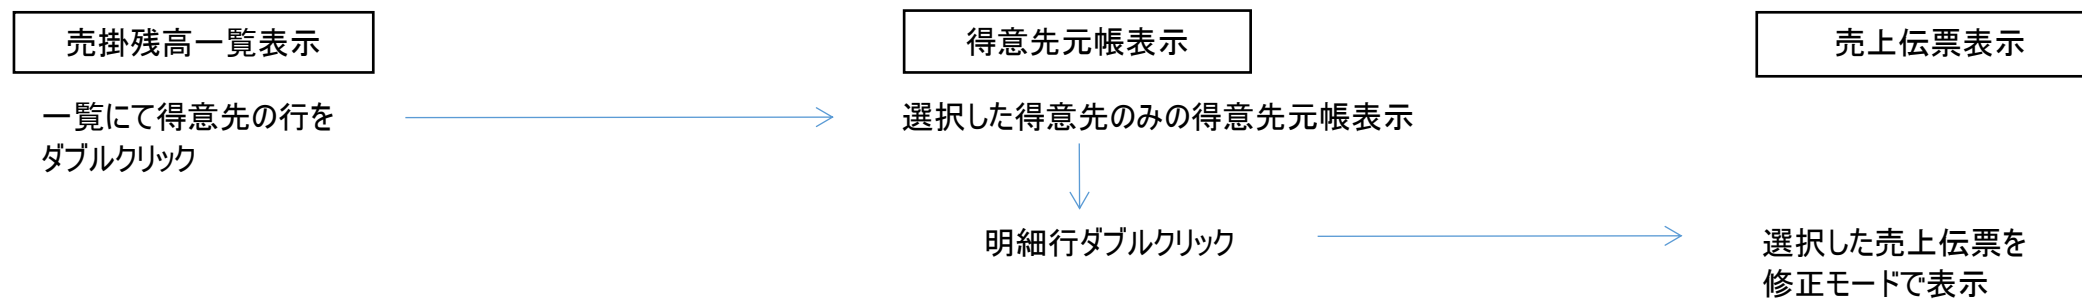 売掛残高一覧表示
得意先元帳表示
売上伝票表示
一覧にて得意先の行を
ダブルクリック
選択した得意先のみの得意先元帳表示
明細行ダブルクリック
選択した売上伝票を
修正モードで表示